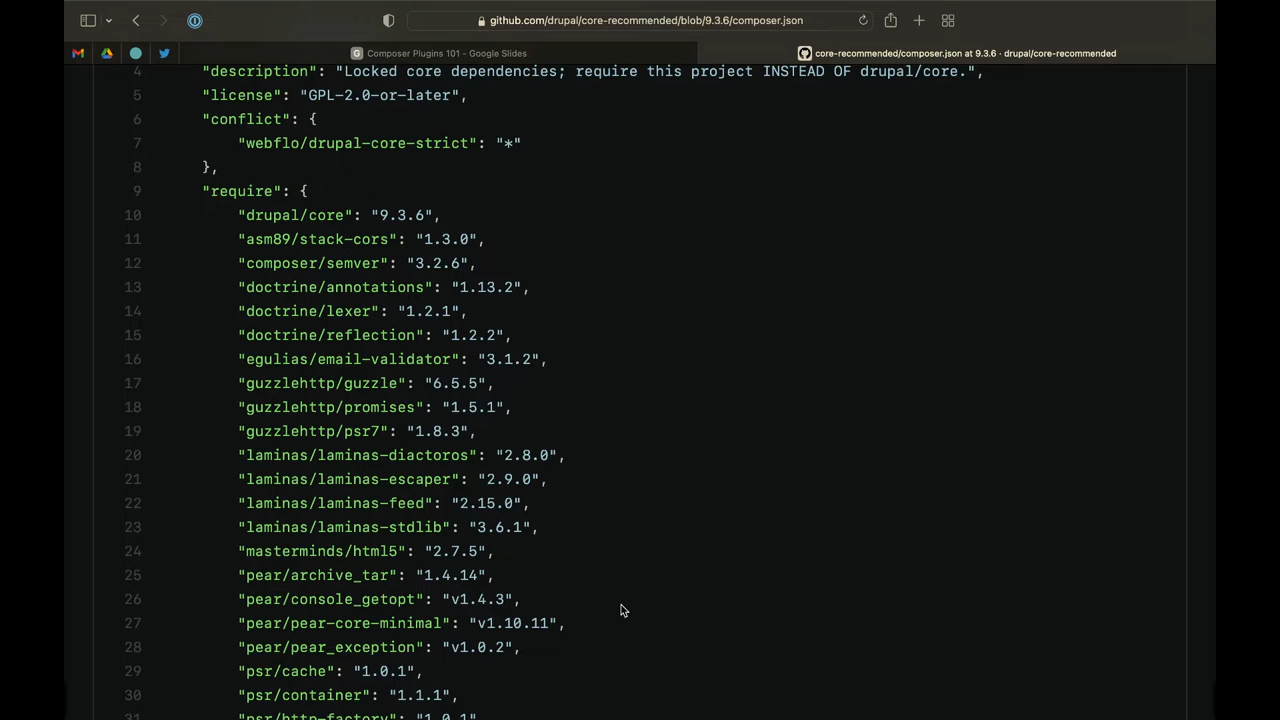 github.com/drupal/core-recommended/blob/9.3.6/composer.json
Composer Plugins 101 - Google Slides
core-recommended/composer.json at 9.3.6 · drupal/core-recommended
4 "description": "Locked core dependencies; require this project INSTEAD OF drupal/core.",
5 "license": "GPL-2.0-or-later",
6 "conflict": {
7 "webflo/drupal-core-strict": "*"
8 },
9 "require": {
10 "drupal/core": "9.3.6",
11 "asm89/stack-cors": "1.3.0",
12 "composer/semver": "3.2.6",
13 "doctrine/annotations": "1.13.2",
14 "doctrine/lexer": "1.2.1",
15 "doctrine/reflection": "1.2.2",
16 "egulias/email-validator": "3.1.2",
17 "guzzlehttp/guzzle": "6.5.5",
18 "guzzlehttp/promises": "1.5.1",
19 "guzzlehttp/psr7": "1.8.3",
20 "laminas/laminas-diactoros": "2.8.0",
21 "laminas/laminas-escaper": "2.9.0",
22 "laminas/laminas-feed": "2.15.0",
23 "laminas/laminas-stdlib": "3.6.1",
24 "masterminds/html5": "2.7.5",
25 "pear/archive_tar": "1.4.14",
26 "pear/console_getopt": "v1.4.3",
27 "pear/pear-core-minimal": "v1.10.11",
28 "pear/pear_exception": "v1.0.2",
29 "psr/cache": "1.0.1",
30 "psr/container": "1.1.1",
31 "psr/http-factory": "1.0.1",